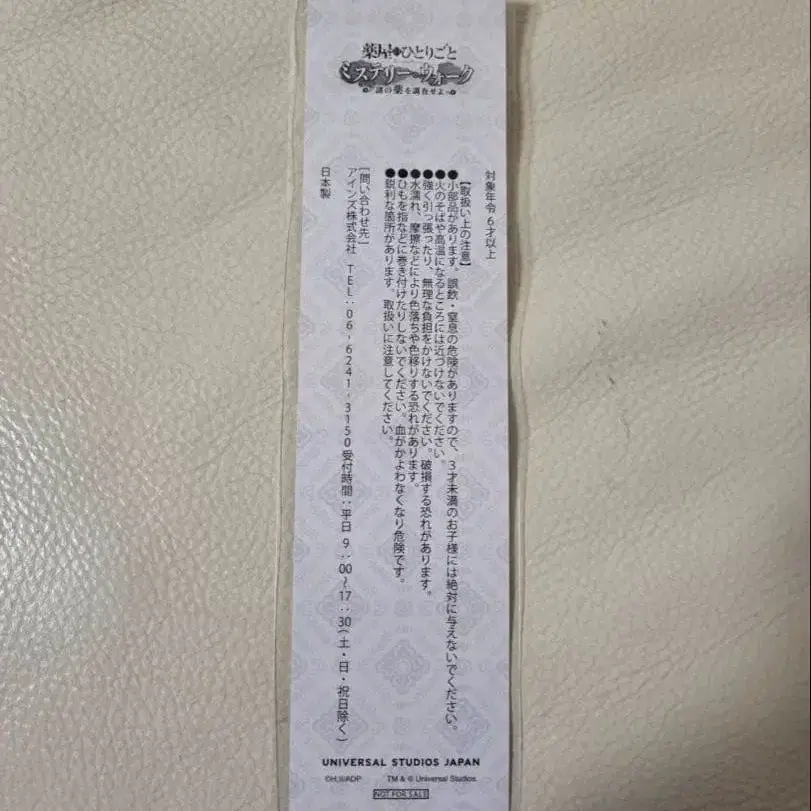 薬屋のひとりごと
ミステリー・ウォーク
謎の薬を調査せよ
対象年令6才以上
【取扱い上の注意】
●小部品があります。誤飲・窒息の危険がありますので、3才未満のお子様には絶対に与えないでください。
●火のそばや高温になるところには近づけないでください。
●強く引っ張ったり、無理な負担をかけないでください。破損する恐れがあります。
●水濡れ、摩擦などにより色落ちや色移りする恐れがあります。
●ひもを指などに巻き付けたりしないでください。血がかよわなくなり危険です。
●鋭利な箇所があります。取扱いに注意してください。
[問い合わせ先]
アインズ株式会社 TEL:06-6241-3150受付時間:平日 9:00~17:30(土・日・祝日除く)
日本製
UNIVERSAL STUDIOS JAPAN
©H,II/ADP TM & © Universal Studios.
NOT FOR SALE